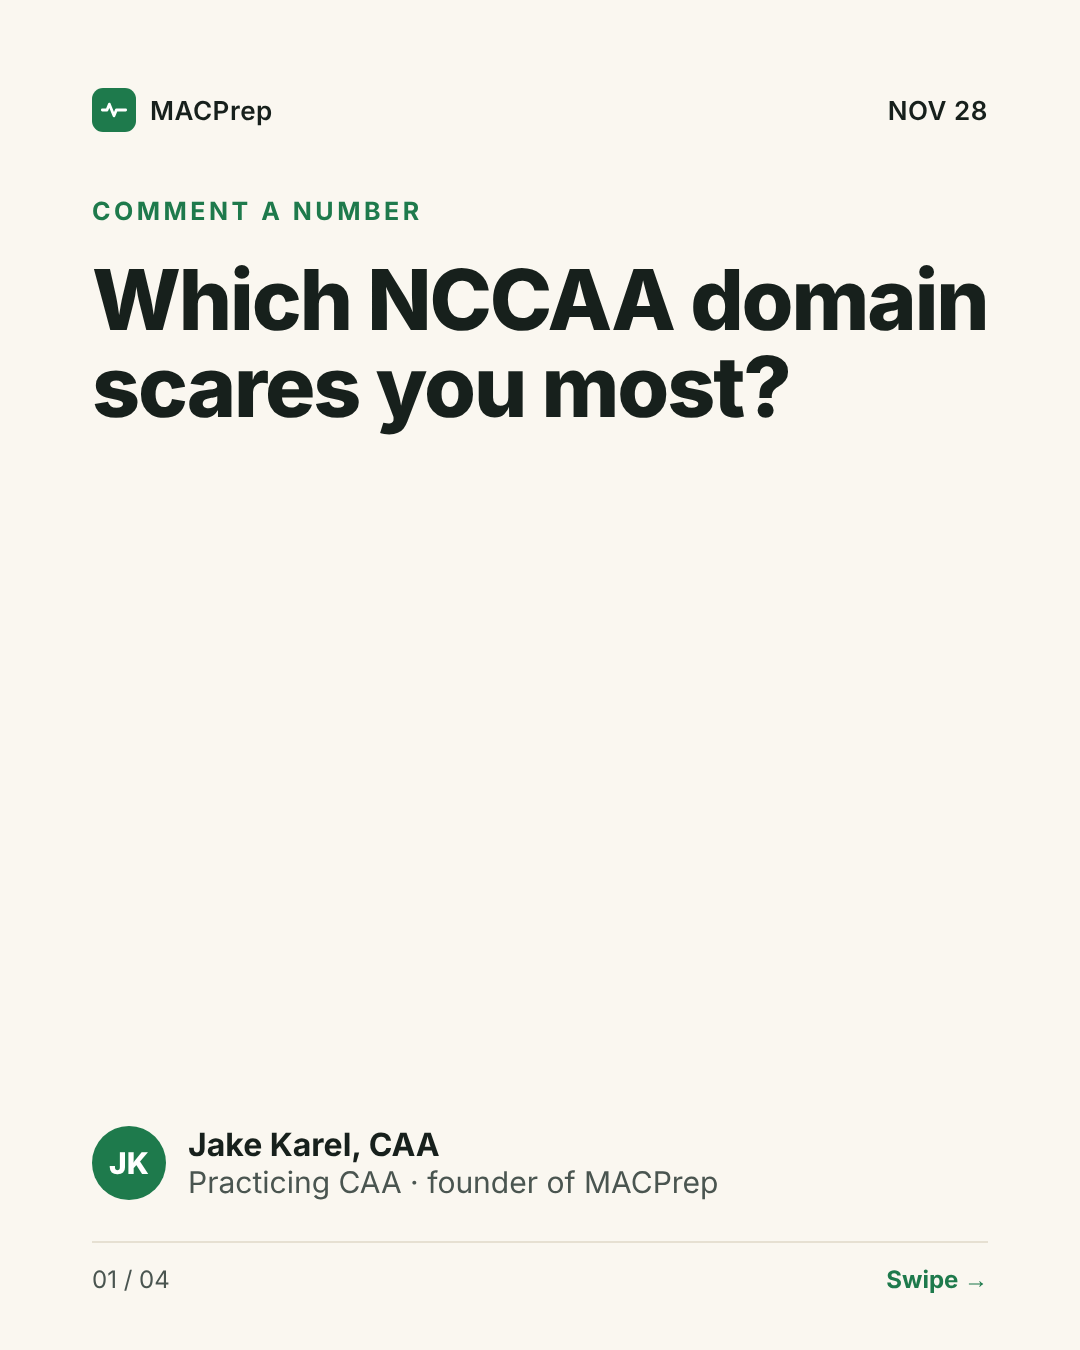 MACPrep
NOV 28
COMMENT A NUMBER
Which NCCAA domain
scares you most?
JK
Jake Karel, CAA
Practicing CAA · founder of MACPrep
01 / 04
Swipe →